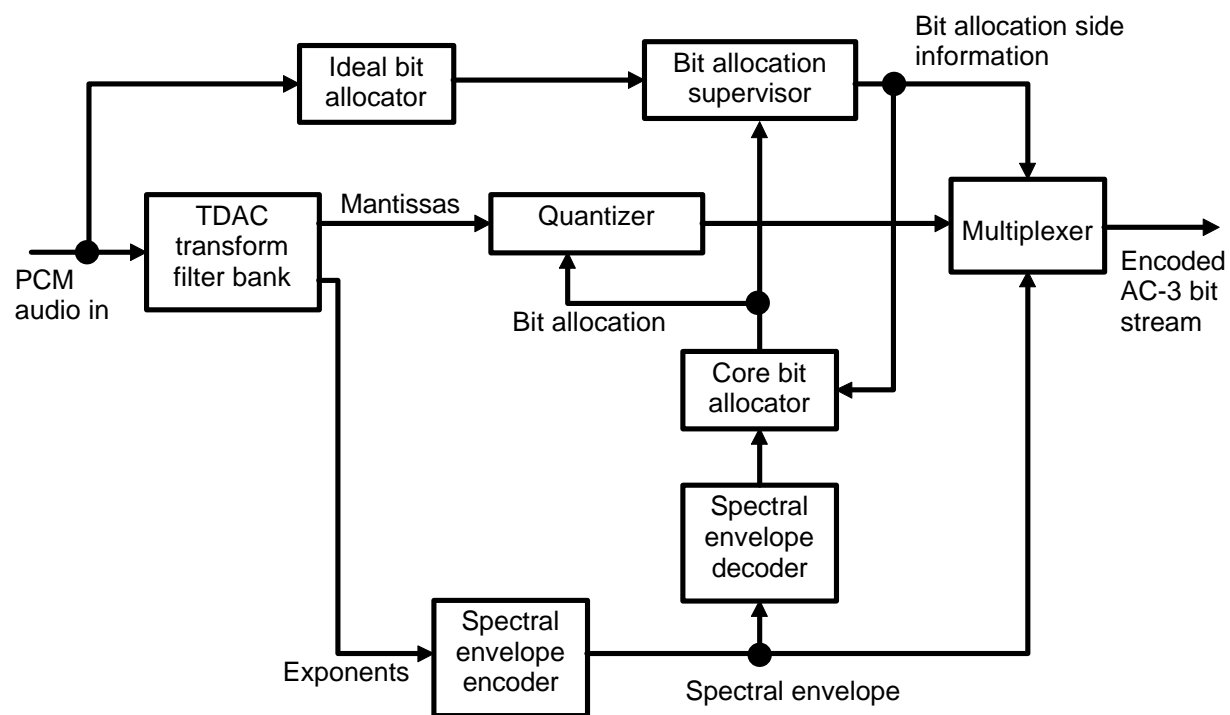 Bit allocation side
information
Ideal bit
allocator
Bit allocation
supervisor
TDAC
transform
filter bank
Mantissas
Quantizer
Multiplexer
PCM
audio in
Encoded
AC-3 bit
stream
Bit allocation
Core bit
allocator
Spectral
envelope
decoder
Spectral
envelope
encoder
Exponents
Spectral envelope